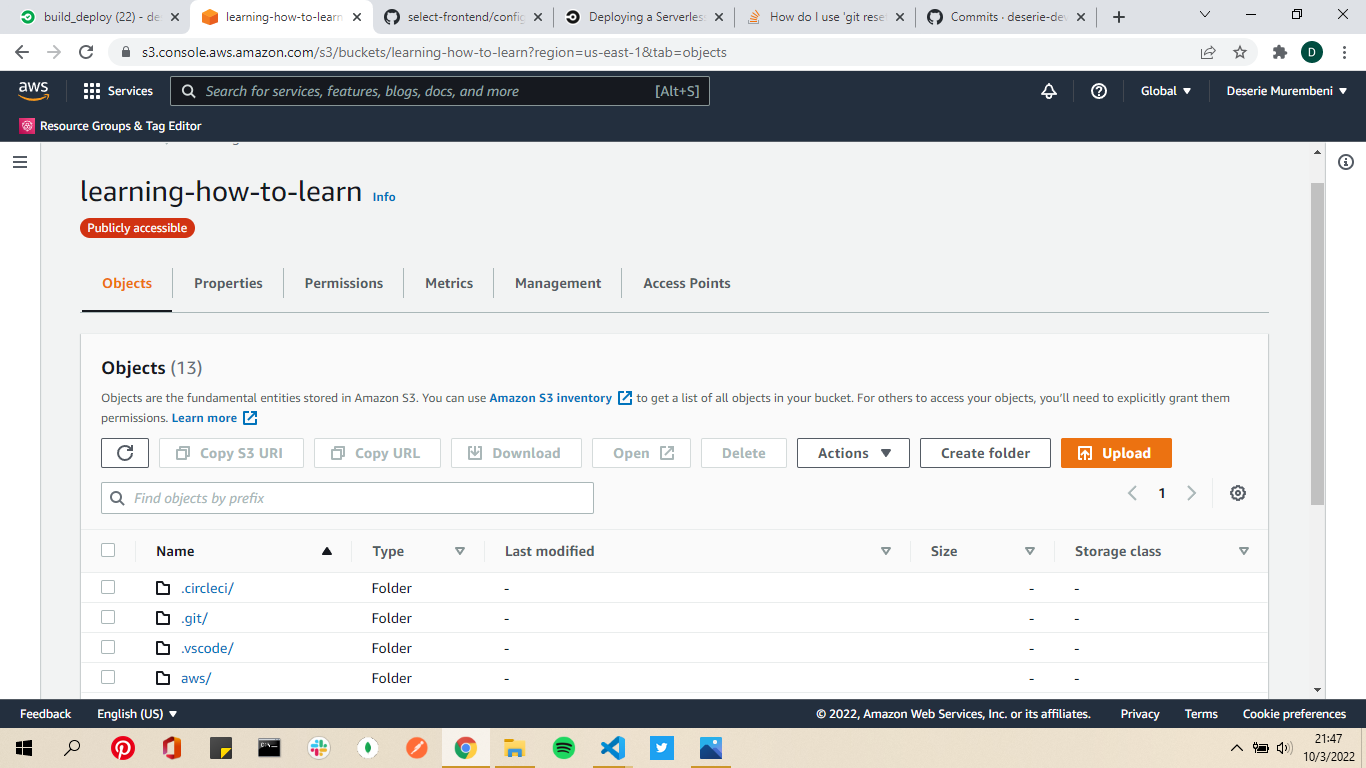 build_deploy (22) - de
learning-how-to-learn
select-frontend/config
Deploying a Serverless
How do I use 'git reset
Commits · deserie-dev
s3.console.aws.amazon.com/s3/buckets/learning-how-to-learn?region=us-east-1&tab=objects
D
aws
Services
Search for services, features, blogs, docs, and more
[Alt+S]
Global
Deserie Murembeni
Resource Groups & Tag Editor
learning-how-to-learn Info
Publicly accessible
Objects
Properties
Permissions
Metrics
Management
Access Points
Objects (13)
Objects are the fundamental entities stored in Amazon S3. You can use Amazon S3 inventory to get a list of all objects in your bucket. For others to access your objects, you'll need to explicitly grant them
permissions. Learn more
Copy S3 URI
Copy URL
Download
Open
Delete
Actions
Create folder
Upload
Find objects by prefix
1
Name
Type
Last modified
Size
Storage class
.circleci/ Folder - - -
.git/ Folder - - -
.vscode/ Folder - - -
aws/ Folder - - -
Feedback
English (US)
© 2022, Amazon Web Services, Inc. or its affiliates.
Privacy
Terms
Cookie preferences
21:47
10/3/2022